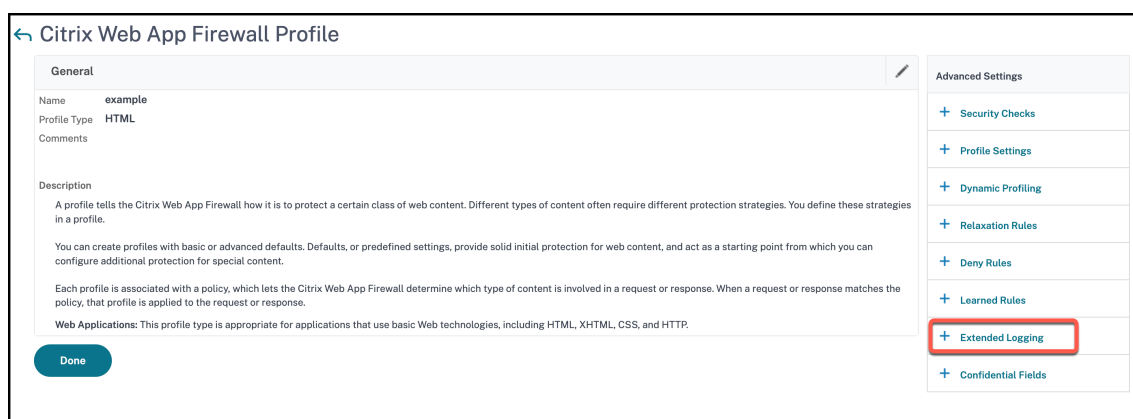 Citrix Web App Firewall Profile
General
Name example
Profile Type HTML
Comments
Description
A profile tells the Citrix Web App Firewall how it is to protect a certain class of web content. Different types of content often require different protection strategies. You define these strategies
in a profile.
You can create profiles with basic or advanced defaults. Defaults, or predefined settings, provide solid initial protection for web content, and act as a starting point from which you can
configure additional protection for special content.
Each profile is associated with a policy, which lets the Citrix Web App Firewall determine which type of content is involved in a request or response. When a request or response matches the
policy, that profile is applied to the request or response.
Web Applications: This profile type is appropriate for applications that use basic Web technologies, including HTML, XHTML, CSS, and HTTP.
Done
Advanced Settings
+ Security Checks
+ Profile Settings
+ Dynamic Profiling
+ Relaxation Rules
+ Deny Rules
+ Learned Rules
+ Extended Logging
+ Confidential Fields